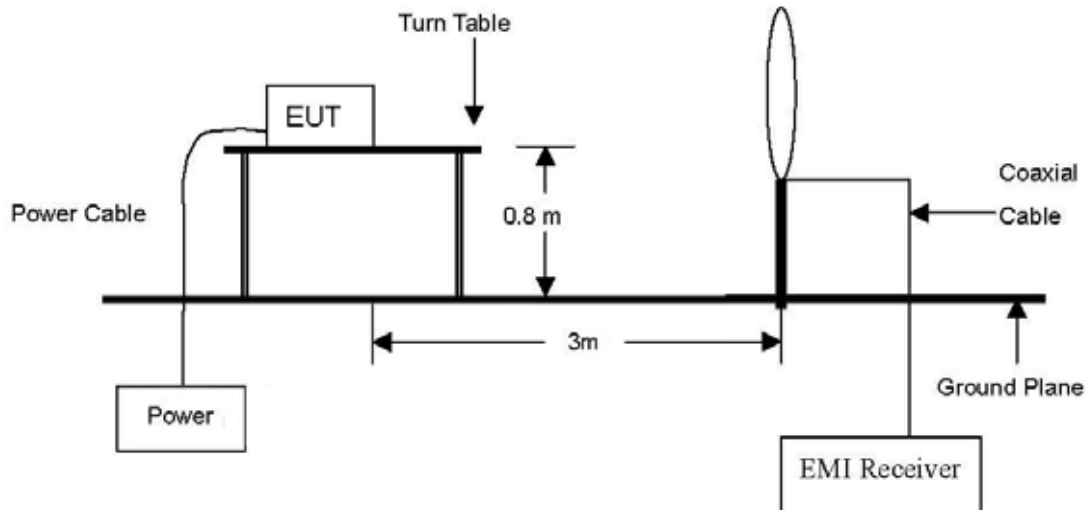 Turn Table
EUT
Coaxial
Power Cable
0.8 m
Cable
3m
Ground Plane
Power
EMI Receiver